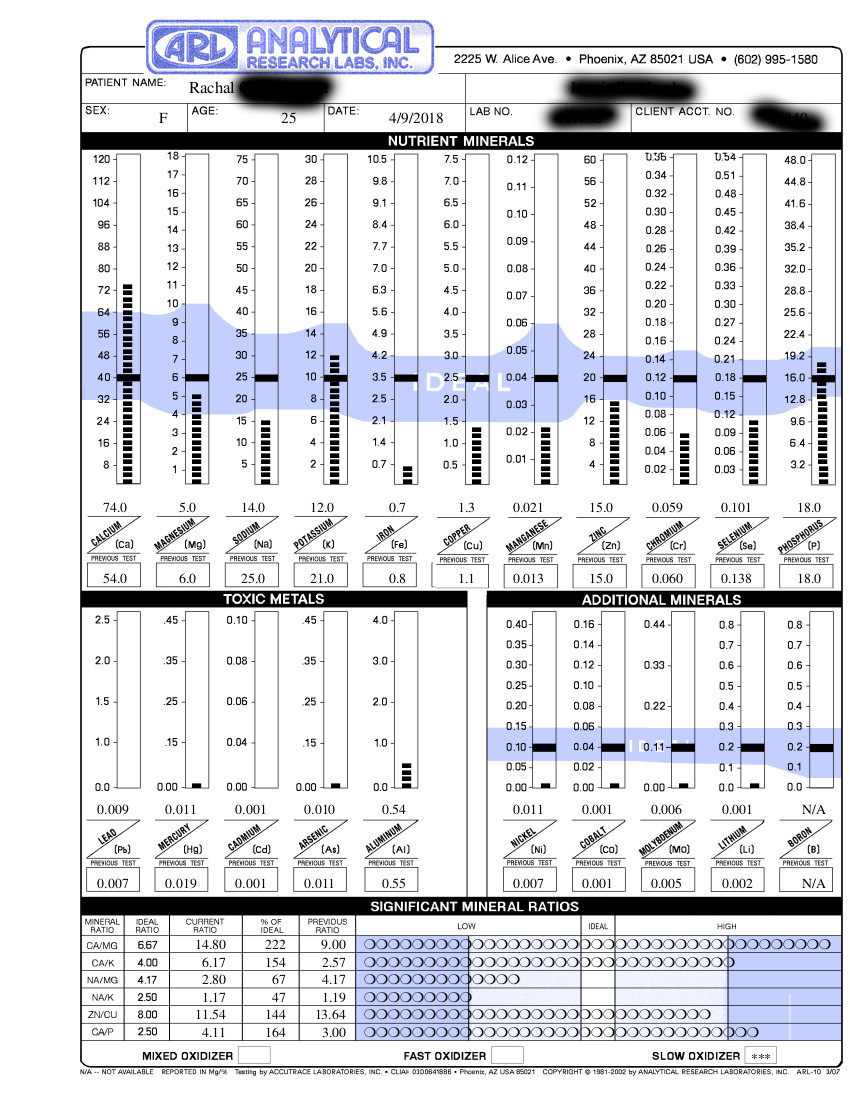 ARL ANALYTICAL RESEARCH LABS, INC.
2225 W. Alice Ave. • Phoenix, AZ 85021 USA • (602) 995-1580
PATIENT NAME: Rachal
SEX: F AGE: 25 DATE: 4/9/2018 LAB NO. CLIENT ACCT. NO.
NUTRIENT MINERALS
120 18 75 30 10.5 7.5 0.12 60 0.36 0.54 48.0
112 17 70 28 9.8 7.0 0.12 56 0.34 0.51 44.8
104 16 65 26 9.1 6.5 0.10 52 0.32 0.48 41.6
96 15 60 24 8.4 6.0 0.10 48 0.30 0.45 38.4
88 14 55 22 7.7 5.5 0.09 44 0.28 0.42 35.2
80 13 50 20 7.0 5.0 0.08 40 0.26 0.39 32.0
72 12 45 18 6.3 4.5 0.07 36 0.24 0.36 28.8
64 11 40 16 5.6 4.0 0.06 32 0.22 0.33 25.6
56 10 35 14 4.9 3.5 0.06 28 0.20 0.30 22.4
48 9 30 12 4.2 3.0 0.05 24 0.18 0.27 19.2
40 8 25 10 3.5 2.5 0.04 20 0.16 0.24 16.0
32 7 20 8 2.8 2.0 0.04 16 0.14 0.21 12.8
24 6 15 6 2.1 1.5 0.03 12 0.12 0.18 9.6
16 5 10 4 1.4 1.0 0.02 8 0.10 0.15 6.4
8 4 5 2 0.7 0.5 0.01 4 0.08 0.12 3.2
3 0.06 0.09
2 0.04 0.06
1 0.02 0.03
IDEAL
74.0 5.0 14.0 12.0 0.7 1.3 0.021 15.0 0.059 0.101 18.0
CALCIUM (Ca) MAGNESIUM (Mg) SODIUM (Na) POTASSIUM (K) IRON (Fe) COPPER (Cu) MANGANESE (Mn) ZINC (Zn) CHROMIUM (Cr) SELENIUM (Se) PHOSPHORUS (P)
PREVIOUS TEST PREVIOUS TEST PREVIOUS TEST PREVIOUS TEST PREVIOUS TEST PREVIOUS TEST PREVIOUS TEST PREVIOUS TEST PREVIOUS TEST PREVIOUS TEST PREVIOUS TEST
54.0 6.0 25.0 21.0 0.8 1.1 0.013 15.0 0.060 0.138 18.0
TOXIC METALS
2.5 .45 0.10 .45 4.0
2.0 .35 0.08 .35 3.0
1.5 .25 0.06 .25 2.0
1.0 .15 0.04 .15 1.0
0.0 0.00 0.00 0.00 0.0
0.009 0.011 0.001 0.010 0.54
LEAD (Pb) MERCURY (Hg) CADMIUM (Cd) ARSENIC (As) ALUMINUM (Al)
PREVIOUS TEST PREVIOUS TEST PREVIOUS TEST PREVIOUS TEST PREVIOUS TEST
0.007 0.019 0.001 0.011 0.55
ADDITIONAL MINERALS
0.40 0.16 0.44 0.8 0.8
0.35 0.14 0.33 0.7 0.7
0.30 0.12 0.22 0.6 0.6
0.25 0.10 0.11 0.5 0.5
0.20 0.08 0.00 0.4 0.4
0.15 0.06 0.3 0.3
0.10 0.04 0.2 0.2
0.05 0.02 0.1 0.1
0.00 0.00 0.0 0.0
IDEAL
0.011 0.001 0.006 0.001 N/A
NICKEL (Ni) COBALT (Co) MOLYBDENUM (Mo) LITHIUM (Li) BORON (B)
PREVIOUS TEST PREVIOUS TEST PREVIOUS TEST PREVIOUS TEST PREVIOUS TEST
0.007 0.001 0.005 0.002 N/A
SIGNIFICANT MINERAL RATIOS
MINERAL RATIO IDEAL RATIO CURRENT RATIO % OF IDEAL PREVIOUS RATIO LOW IDEAL HIGH
CA/MG 6.67 14.80 222 9.00
CA/K 4.00 6.17 154 2.57
NA/MG 4.17 2.80 67 4.17
NA/K 2.50 1.17 47 1.19
ZN/CU 8.00 11.54 144 13.64
CA/P 2.50 4.11 164 3.00
MIXED OXIDIZER FAST OXIDIZER SLOW OXIDIZER ***
N/A -- NOT AVAILABLE REPORTED IN Mg/% Testing by ACCUTRACE LABORATORIES, INC. • CLIA# 0300641886 • Phoenix, AZ USA 85021 COPYRIGHT © 1981-2002 by ANALYTICAL RESEARCH LABORATORIES, INC. ARL-10 3/07